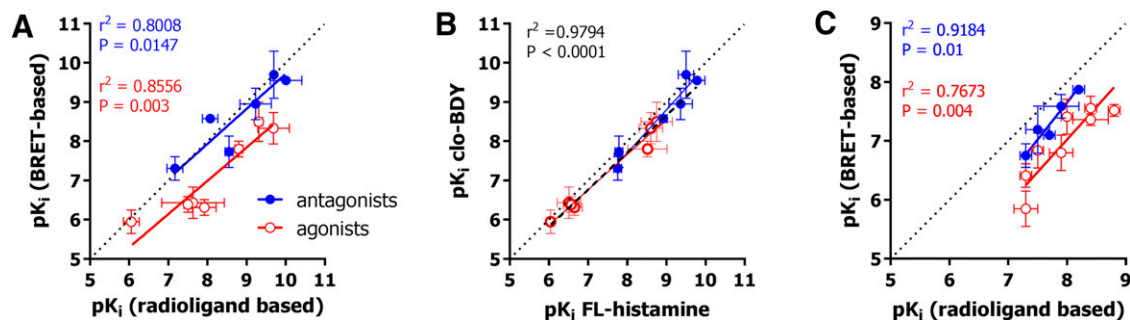 A
r² = 0.8008
P = 0.0147
r² = 0.8556
P = 0.003
pKᵢ (BRET-based)
11
10
9
8
7
6
5
5 6 7 8 9 10 11
pKᵢ (radioligand based)
antagonists
agonists
B
r² =0.9794
P < 0.0001
pKᵢ clo-BDY
11
10
9
8
7
6
5
5 6 7 8 9 10 11
pKᵢ FL-histamine
C
r² = 0.9184
P = 0.01
r² = 0.7673
P = 0.004
pKᵢ (BRET-based)
9
8
7
6
5
5 6 7 8 9
pKᵢ (radioligand based)